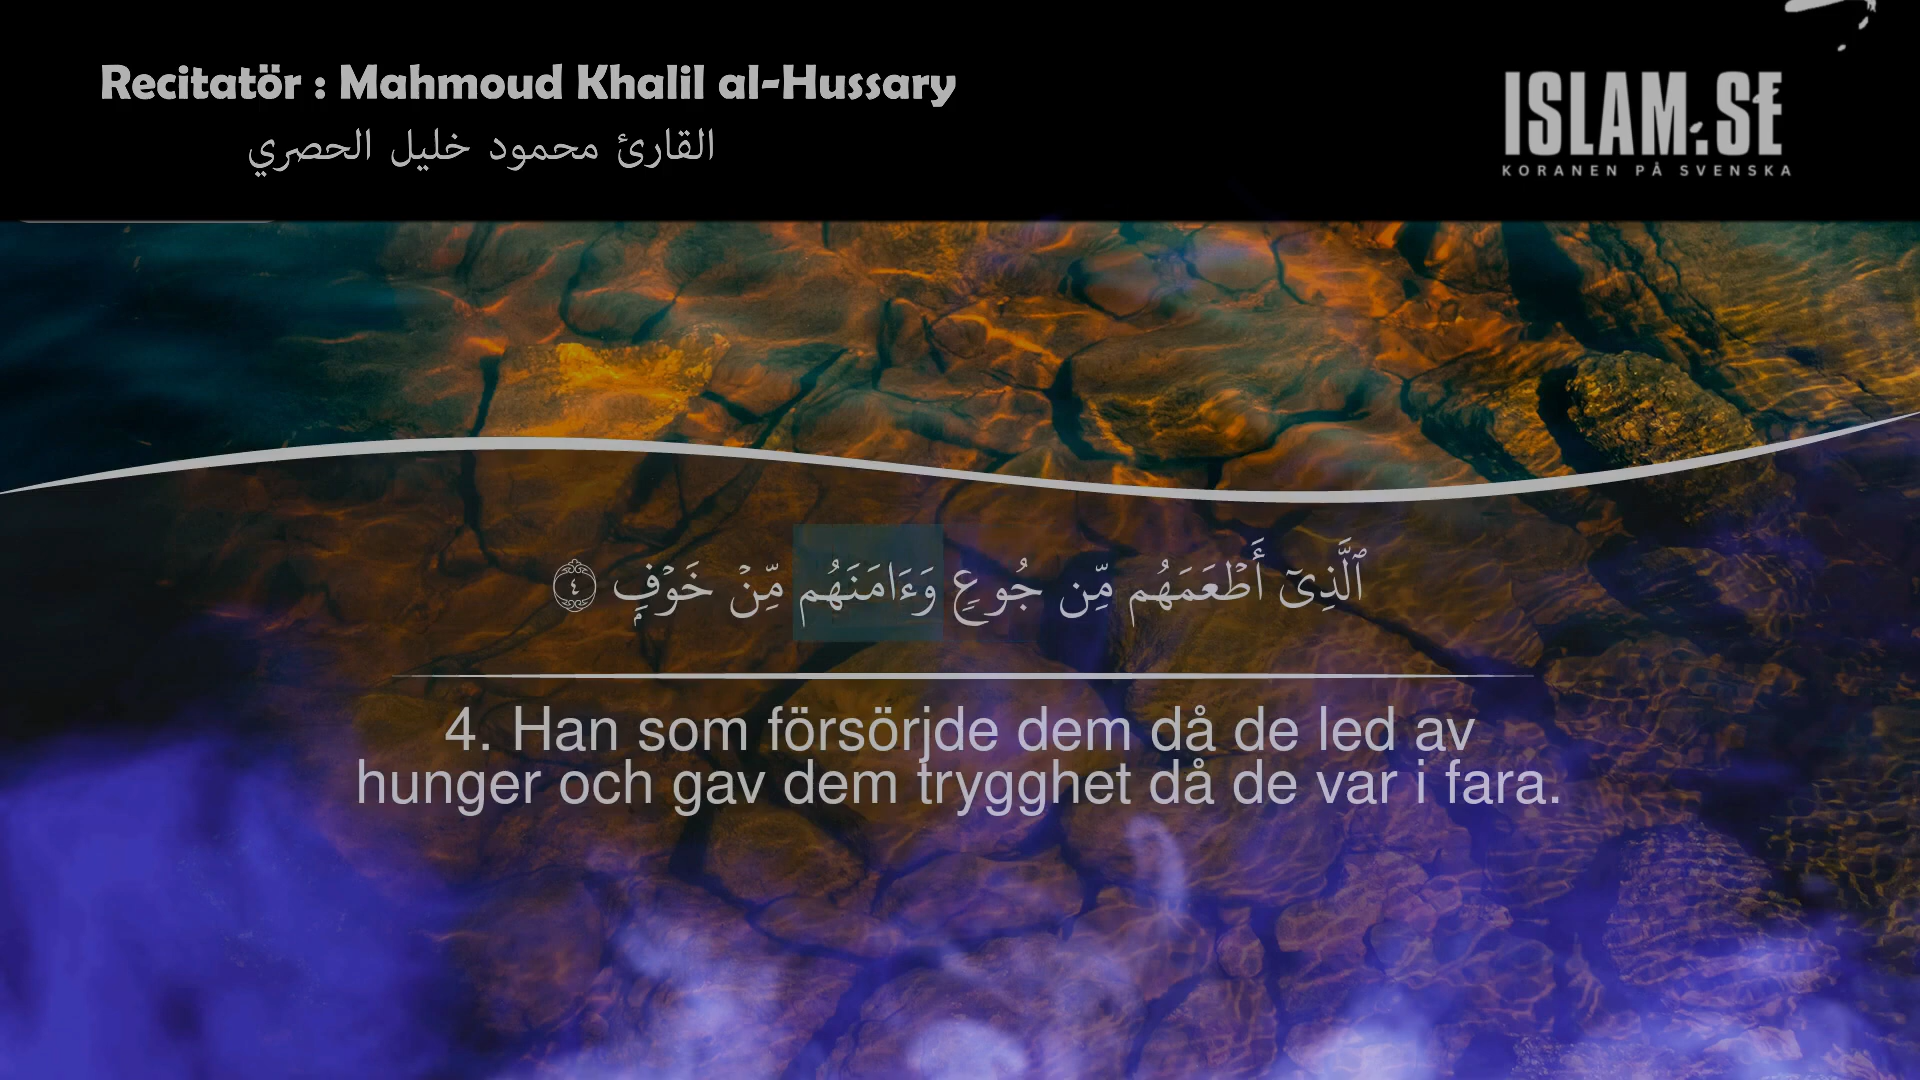 Recitatör : Mahmoud Khalil al-Hussary
القارئ محمود خليل الحصري
ISLAM.SE
KORANEN PÅ SVENSKA
ٱلَّذِىٓ أَطْعَمَهُم مِّن جُوعٍ وَءَامَنَهُم مِّنْ خَوْفٍۭ ٤
4. Han som försörjde dem då de led av
hunger och gav dem trygghet då de var i fara.